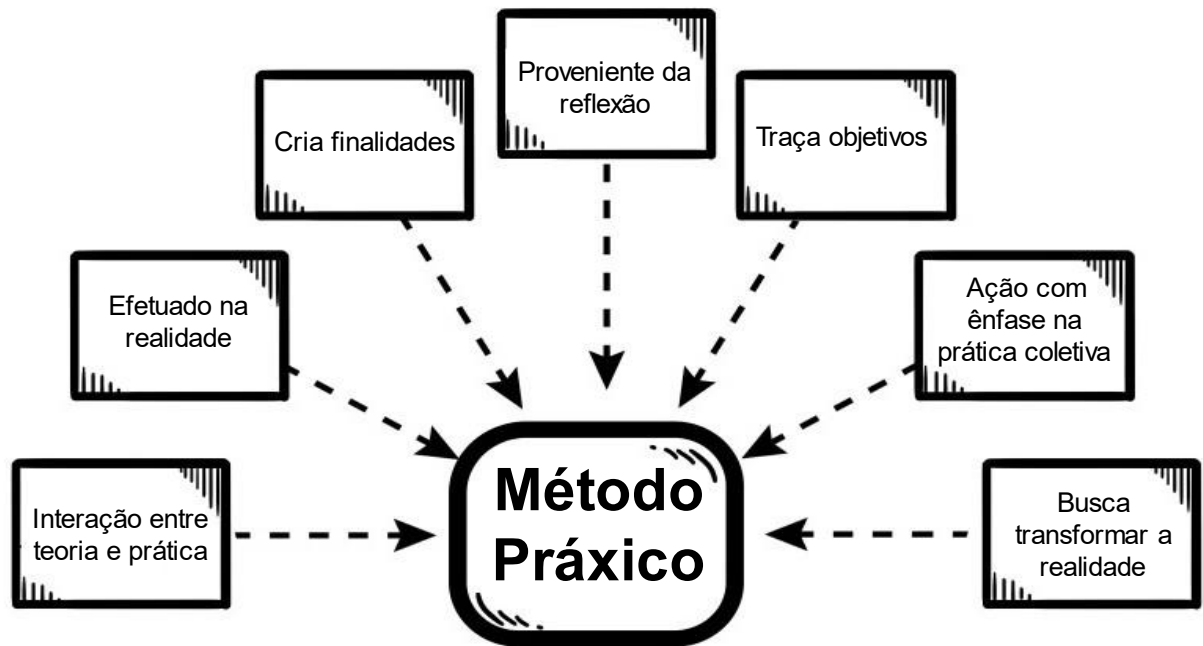 Proveniente da
reflexão
Cria finalidades
Traça objetivos
Efetuado na
realidade
Ação com
ênfase na
prática coletiva
Interação entre
teoria e prática
Método
Práxico
Busca
transformar a
realidade